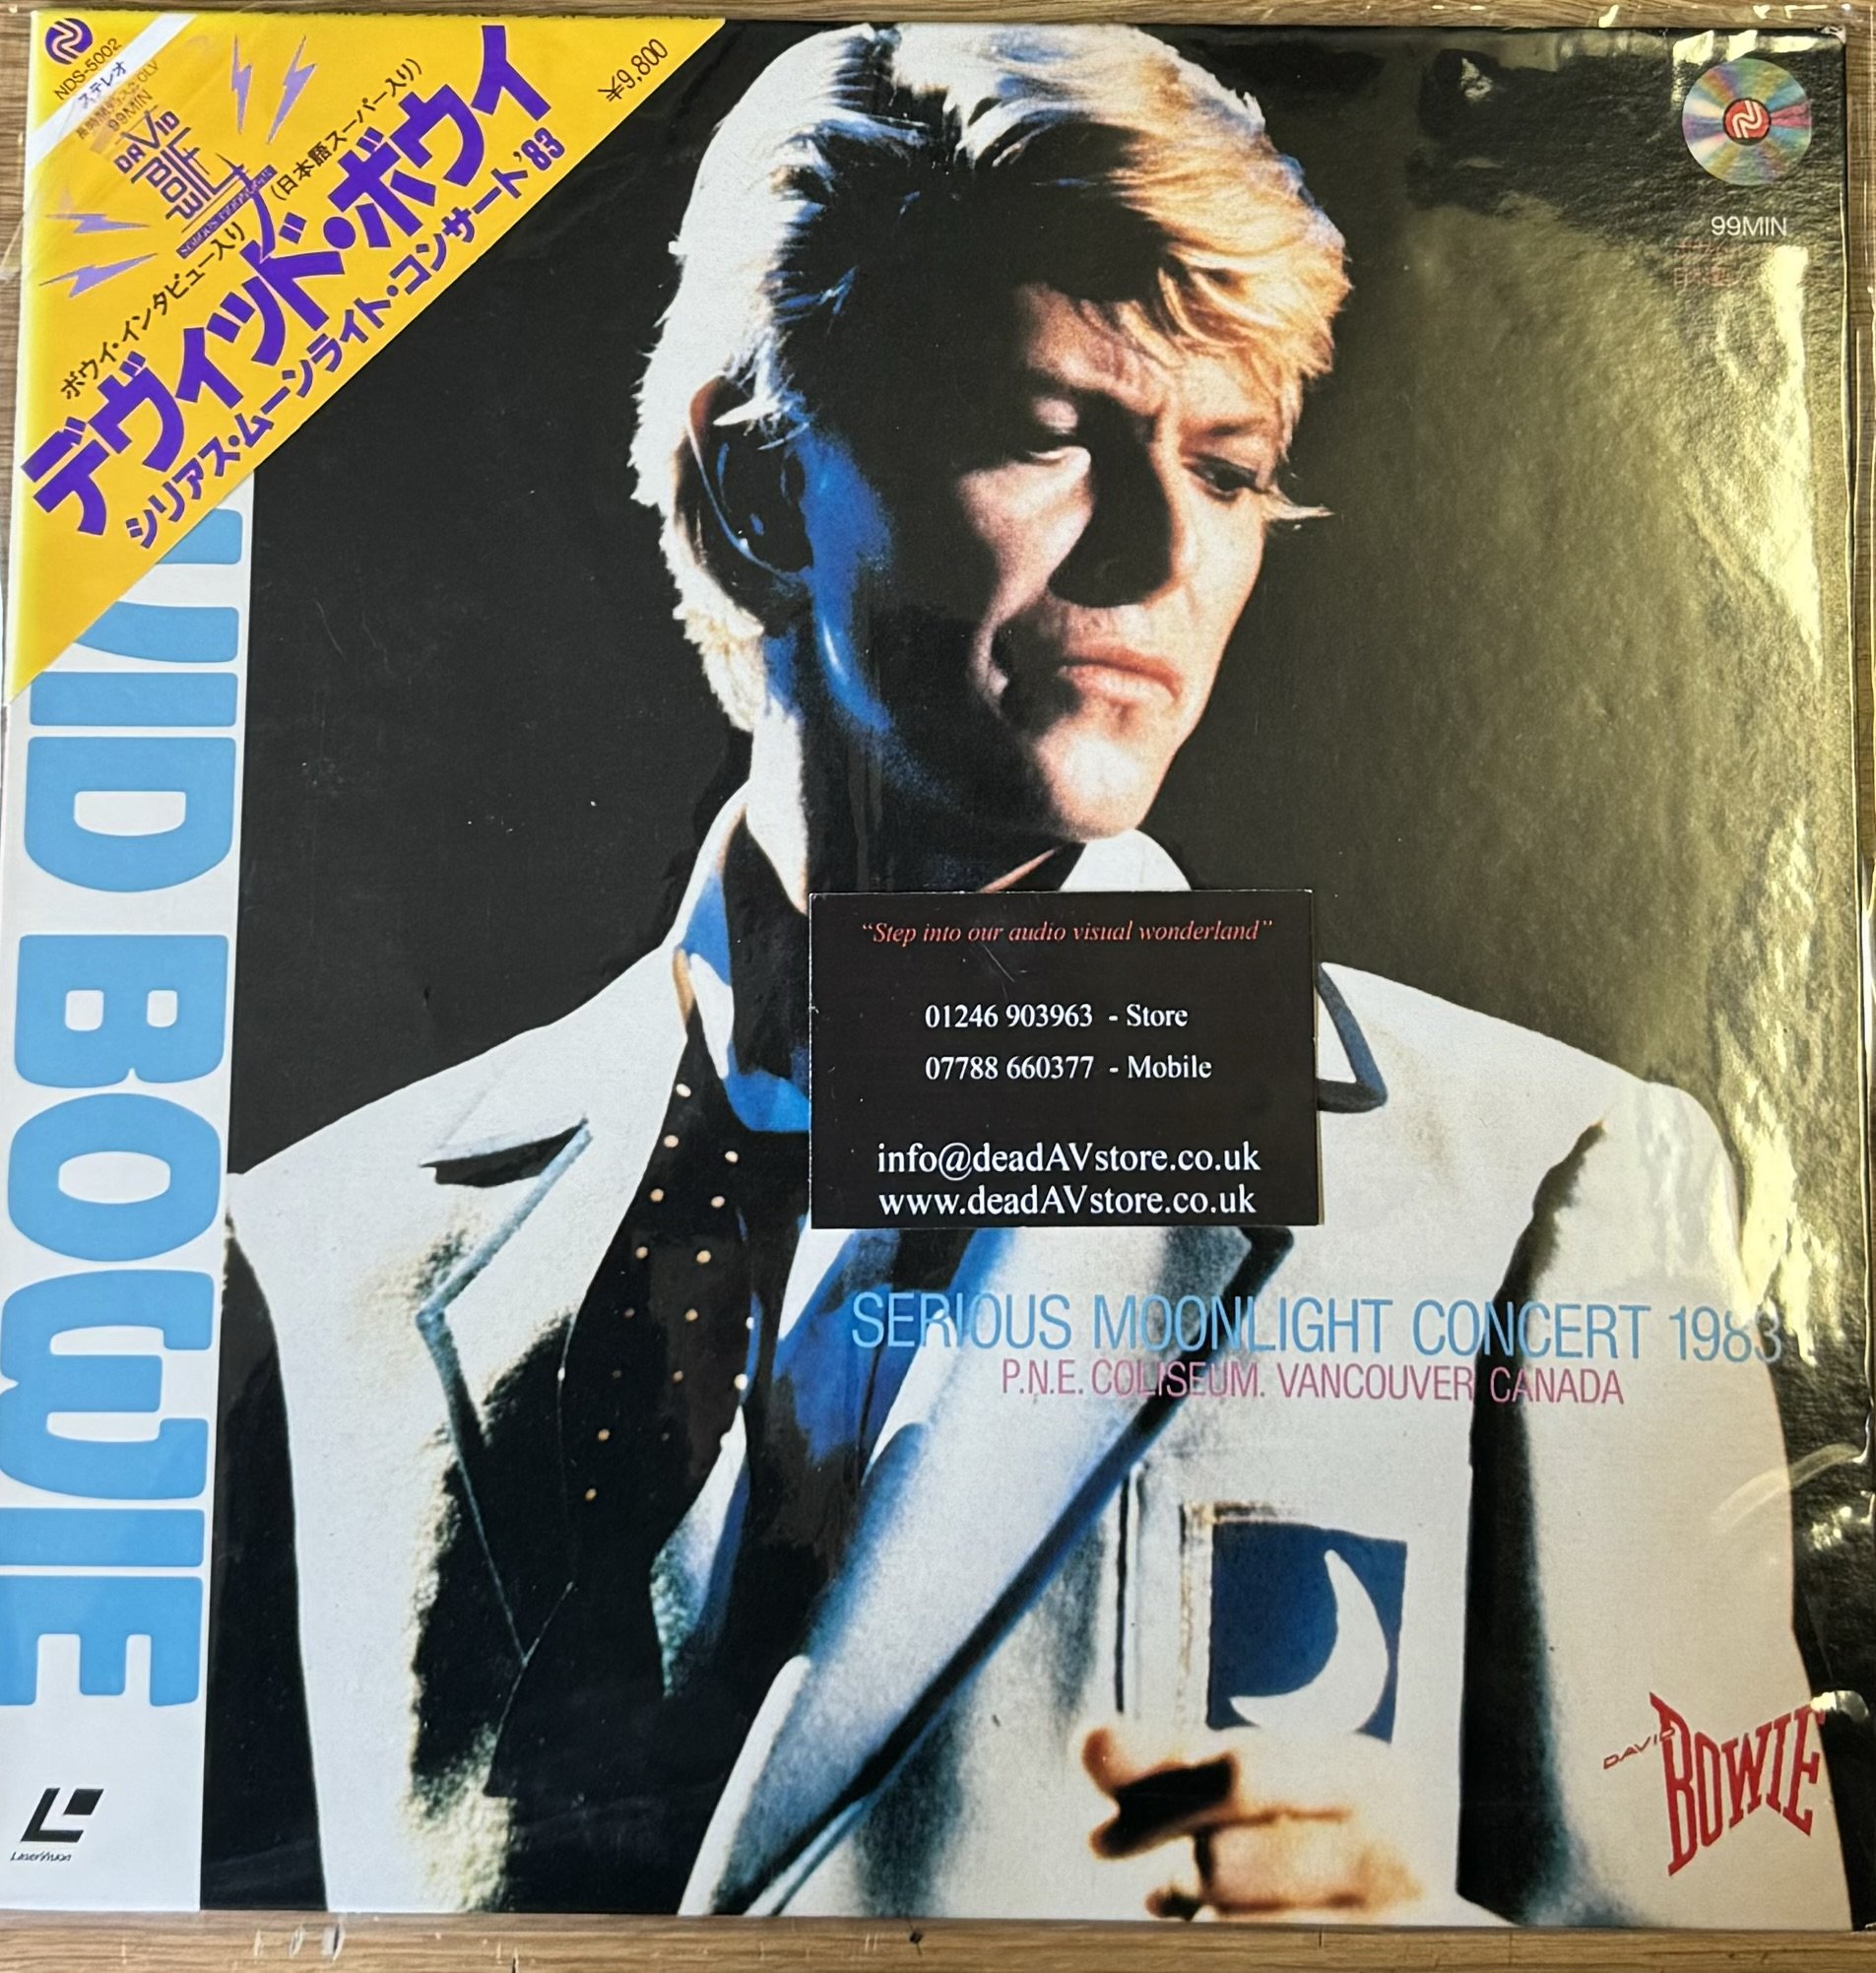 NDS-5002
ステレオ
99MIN
DAVID
BOWIE
ボウイ・インタビュー入り (日本語スーパー入り)
デヴィッド・ボウイ
シリアス・ムーンライト・コンサート'83
¥9,800
99MIN
VID BOWIE
“Step into our audio visual wonderland”
01246 903963 - Store
07788 660377 - Mobile
info@deadAVstore.co.uk
www.deadAVstore.co.uk
SERIOUS MOONLIGHT CONCERT 1983
P.N.E. COLISEUM. VANCOUVER CANADA
DAVID
BOWIE
LaserVision